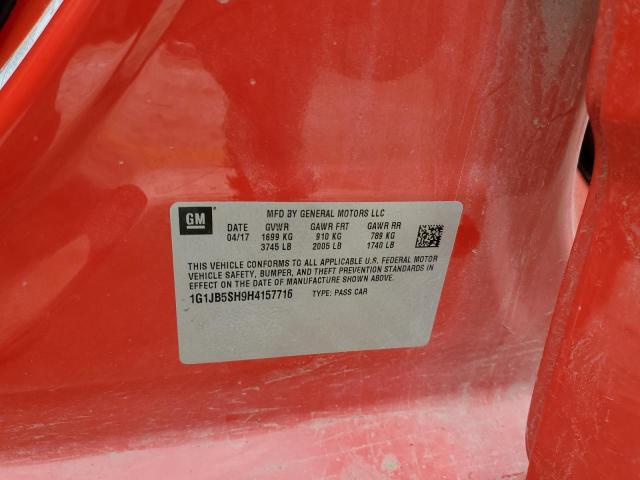 GM
MFD BY GENERAL MOTORS LLC
DATE GVWR GAWR FRT GAWR RR
04/17 1699 KG 910 KG 789 KG
3745 LB 2005 LB 1740 LB
THIS VEHICLE CONFORMS TO ALL APPLICABLE U.S. FEDERAL MOTOR
VEHICLE SAFETY, BUMPER, AND THEFT PREVENTION STANDARDS IN
EFFECT ON THE DATE OF MANUFACTURE SHOWN ABOVE.
1G1JB5SH9H4157716 TYPE: PASS CAR